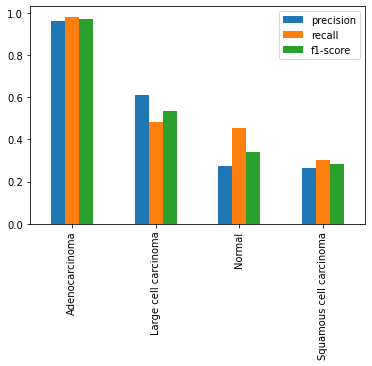 1.0
0.8
0.6
0.4
0.2
0.0
precision
recall
f1-score
Adenocarcinoma
Large cell carcinoma
Normal
Squamous cell carcinoma